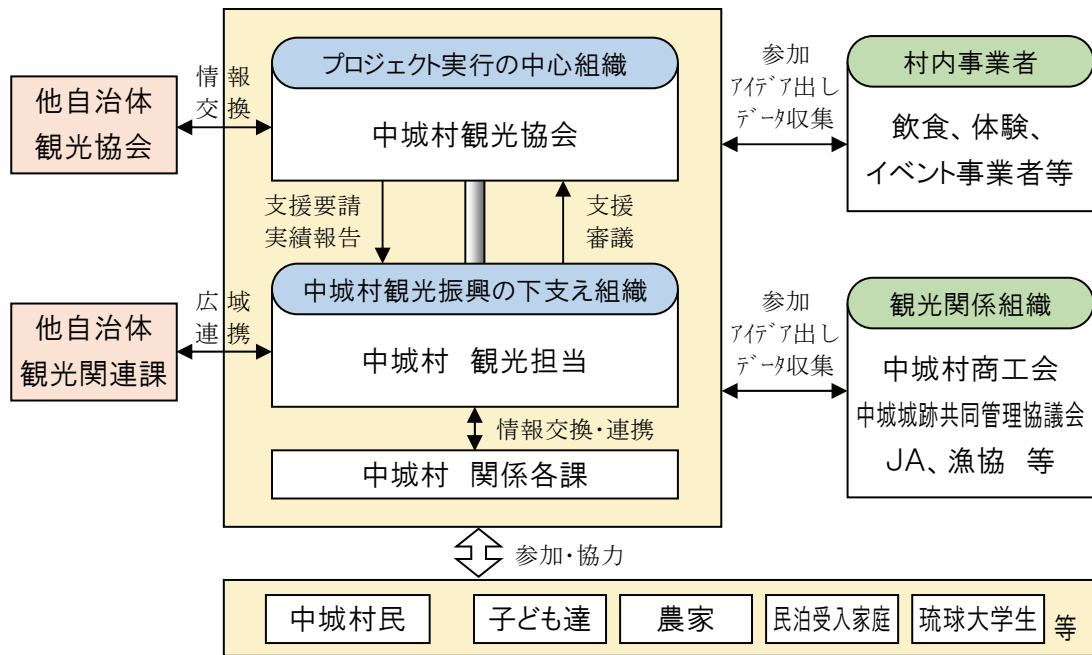 他自治体
観光協会
情報
交換
プロジェクト実行の中心組織
中城村観光協会
支援要請
実績報告
支援
審議
他自治体
観光関連課
広域
連携
中城村観光振興の下支え組織
中城村 観光担当
情報交換・連携
中城村 関係各課
参加
アイデア出し
データ収集
村内事業者
飲食、体験、
イベント事業者等
参加
アイデア出し
データ収集
観光関係組織
中城村商工会
中城城跡共同管理協議会
JA、漁協 等
参加・協力
中城村民
子ども達
農家
民泊受入家庭
琉球大学生
等